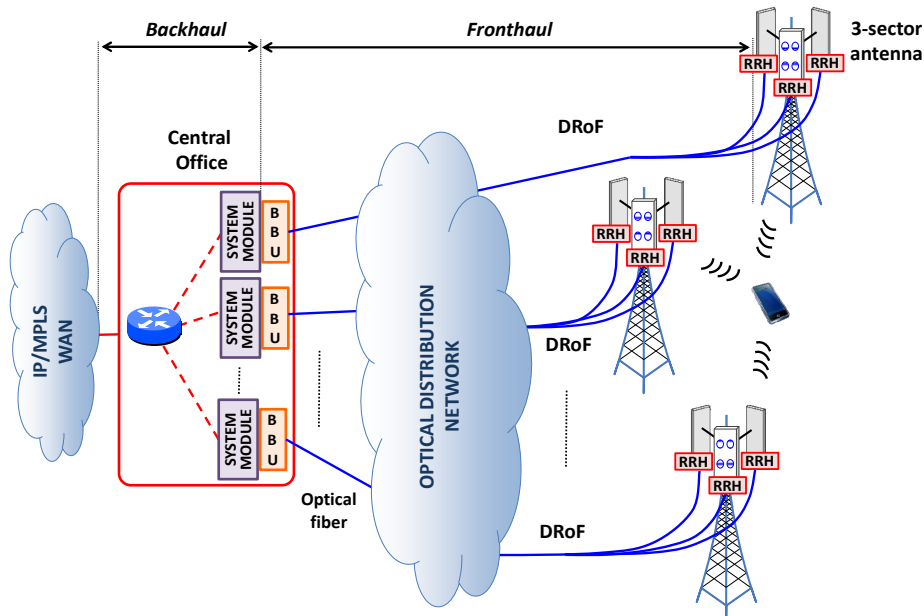 Backhaul
Fronthaul
3-sector
antenna
RRH
RRH
RRH
DRoF
Central
Office
SYSTEM
MODULE
B
B
U
RRH
RRH
RRH
SYSTEM
MODULE
B
B
U
IP/MPLS
WAN
OPTICAL DISTRIBUTION
NETWORK
DRoF
SYSTEM
MODULE
B
B
U
RRH
RRH
RRH
Optical
fiber
DRoF